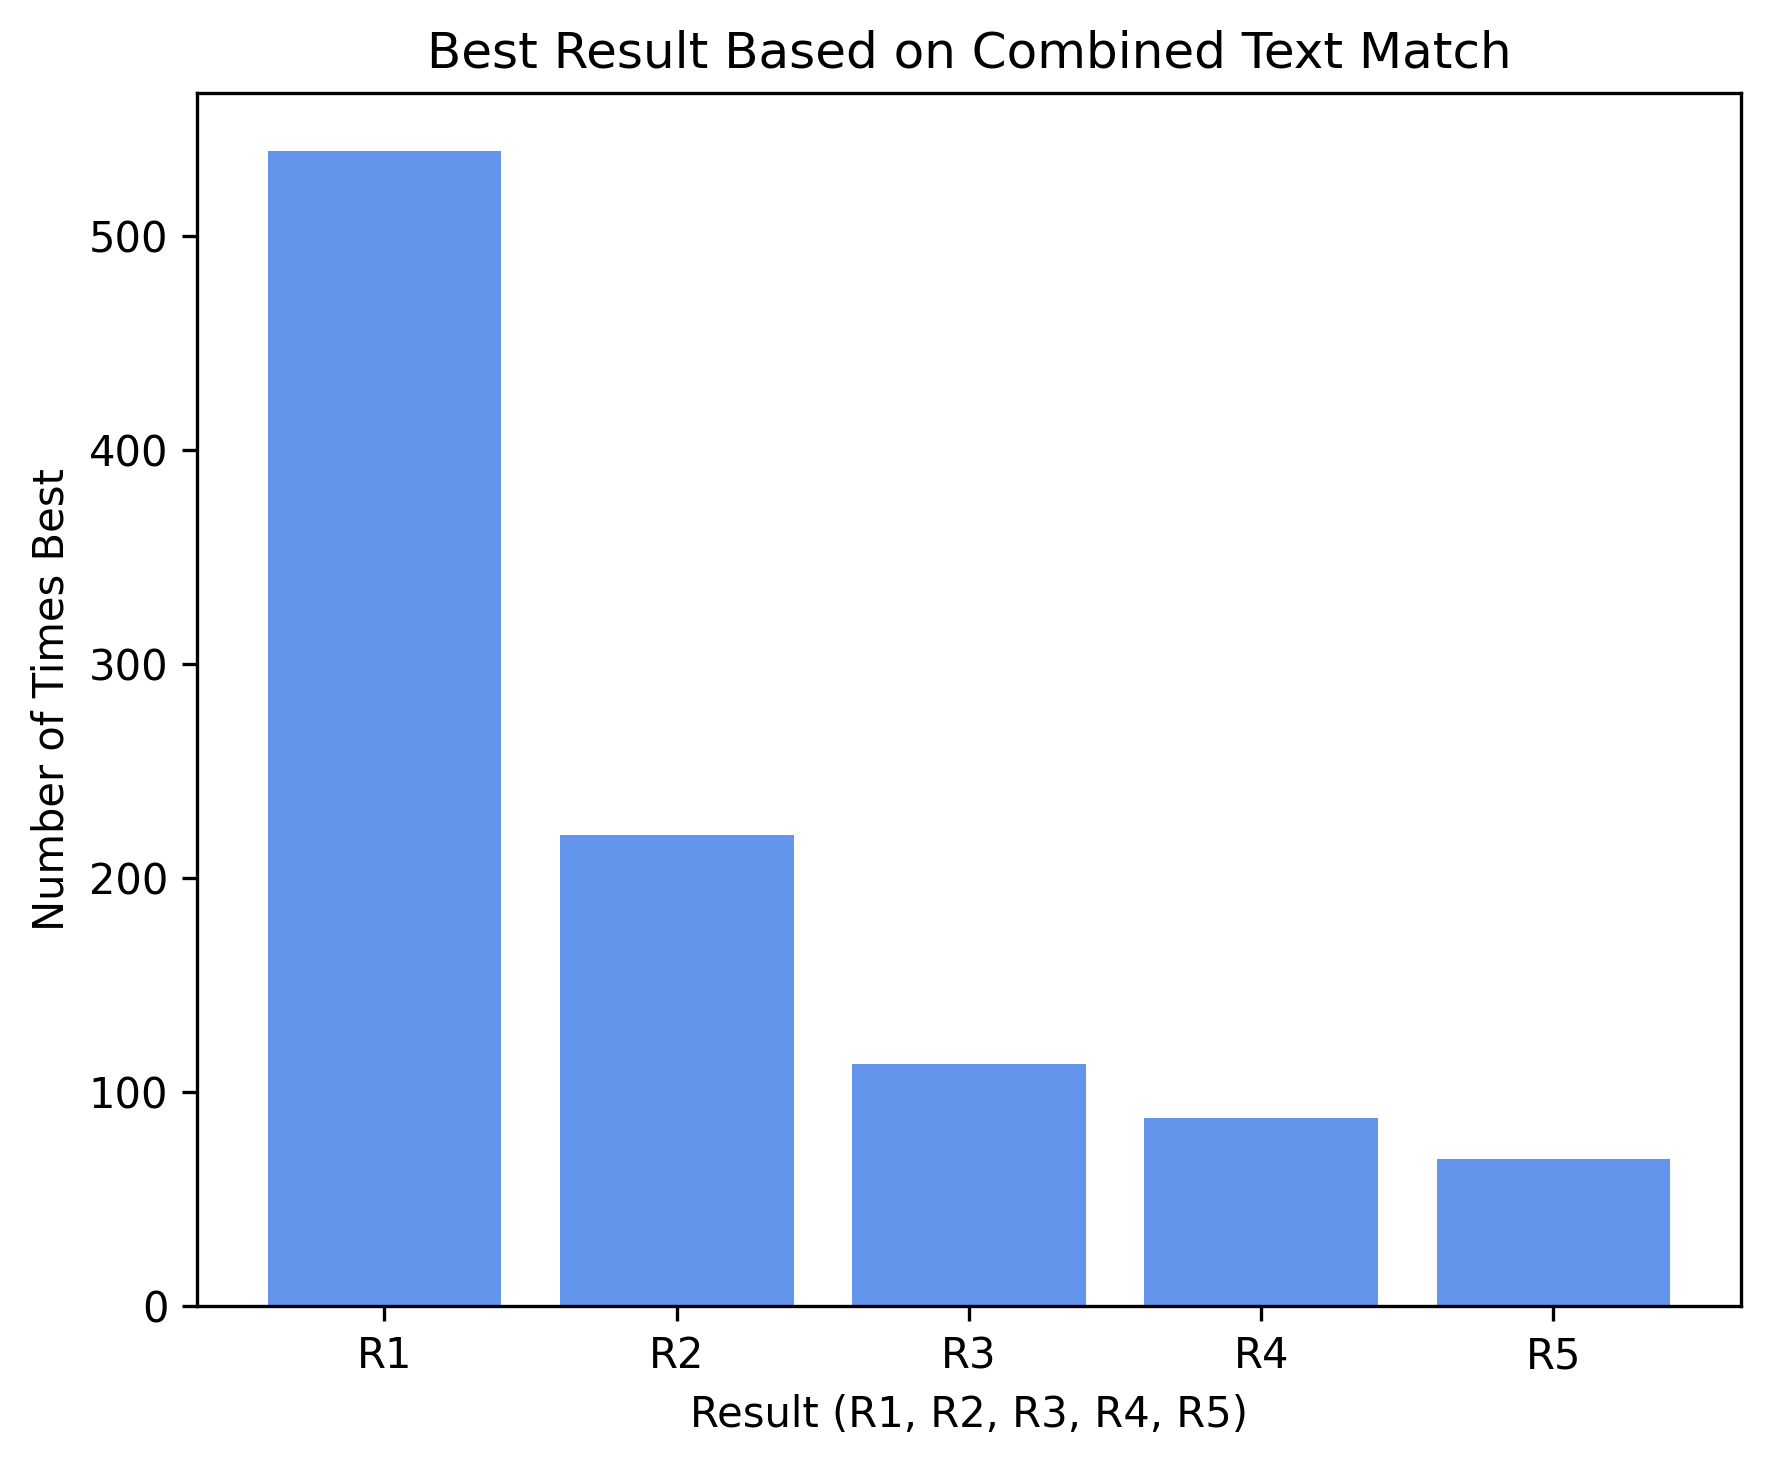 Best Result Based on Combined Text Match
Number of Times Best
500
400
300
200
100
0
R1
R2
R3
R4
R5
Result (R1, R2, R3, R4, R5)